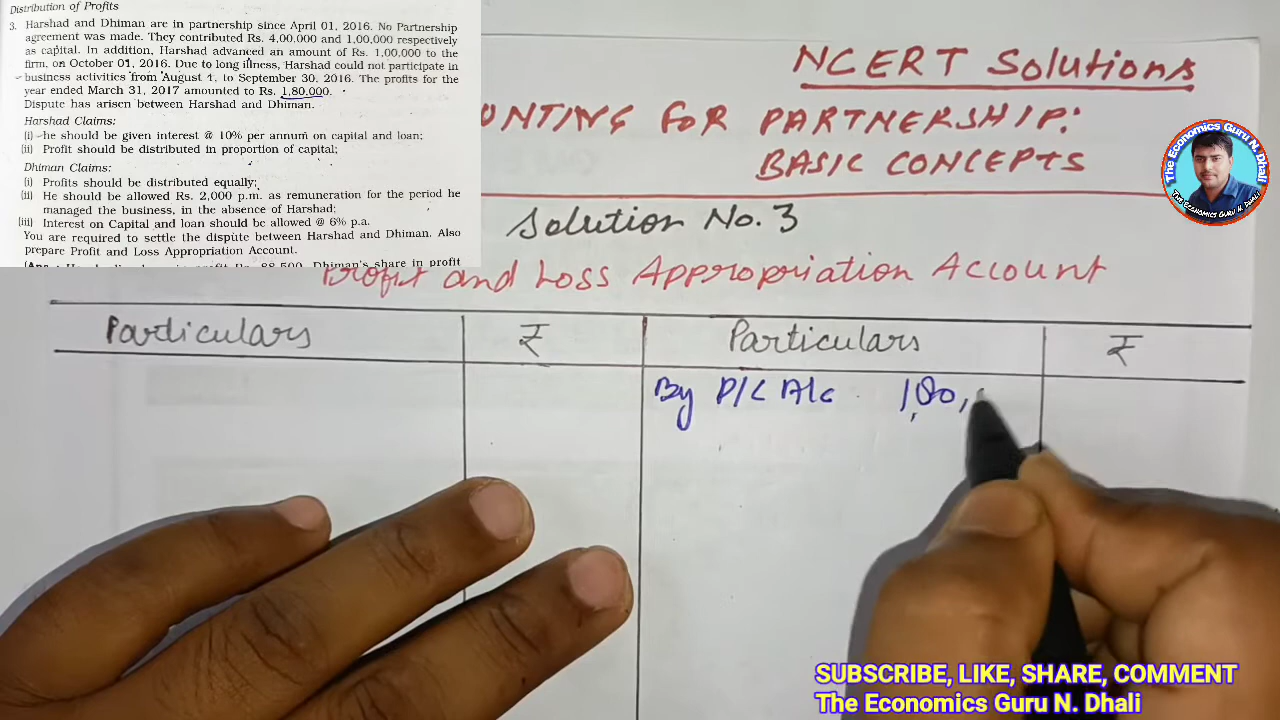 Distribution of Profits
3. Harshad and Dhiman are in partnership since April 01, 2016. No Partnership
agreement was made. They contributed Rs. 4,00,000 and 1,00,000 respectively
as capital. In addition, Harshad advanced an amount of Rs. 1,00,000 to the
firm, on October 01, 2016. Due to long illness, Harshad could not participate in
business activities from August 1, to September 30, 2016. The profits for the
year ended March 31, 2017 amounted to Rs. 1,80,000.
Dispute has arisen between Harshad and Dhiman.
Harshad Claims:
(i) he should be given interest @ 10% per annum on capital and loan;
(ii) Profit should be distributed in proportion of capital;
Dhiman Claims:
(i) Profits should be distributed equally;
(ii) He should be allowed Rs. 2,000 p.m. as remuneration for the period he
managed the business, in the absence of Harshad;
(iii) Interest on Capital and loan should be allowed @ 6% p.a.
You are required to settle the dispute between Harshad and Dhiman. Also
prepare Profit and Loss Appropriation Account.
Dhiman's share in profit
NCERT Solutions
UNTING FOR PARTNERSHIP:
BASIC CONCEPTS
The Economics Guru N. Dhali
The Economics Guru N. Dhali
Solution No. 3
Profit and Loss Appropriation Account
Particulars ₹ Particulars ₹
By P/L A/c 1,80,
SUBSCRIBE, LIKE, SHARE, COMMENT
The Economics Guru N. Dhali